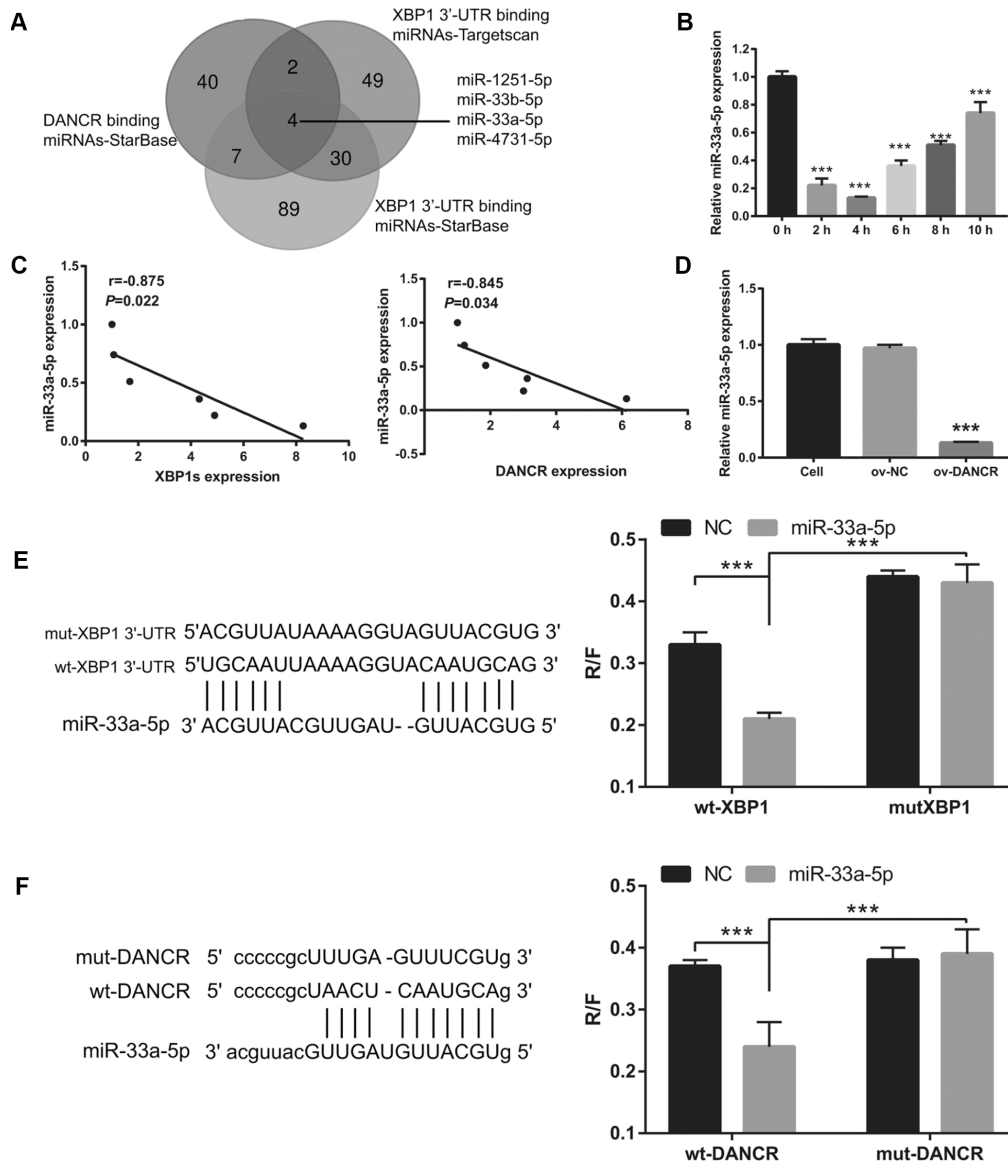 A
XBP1 3'-UTR binding
miRNAs-Targetscan
40
2
49
miR-1251-5p
miR-33b-5p
miR-33a-5p
miR-4731-5p
DANCR binding
miRNAs-StarBase
4
7
30
89
XBP1 3'-UTR binding
miRNAs-StarBase
B
Relative miR-33a-5p expression
1.2
1.0
0.8
0.6
0.4
0.2
0.0
***
***
***
***
***
0 h
2 h
4 h
6 h
8 h
10 h
C
miR-33a-5p expression
1.5
1.0
0.5
0.0
r=-0.875
P=0.022
0
2
4
6
8
10
XBP1s expression
miR-33a-5p expression
1.5
1.0
0.5
0.0
-0.5
r=-0.845
P=0.034
2
4
6
8
DANCR expression
D
Relative miR-33a-5p expression
1.5
1.0
0.5
0.0
***
Cell
ov-NC
ov-DANCR
E
mut-XBP1 3'-UTR 5'ACGUUAUAAAAGGUAGUUACGUG 3'
wt-XBP1 3'-UTR 5'UGCAAUUAAAAGGUACAAUGCAG 3'
miR-33a-5p 3' ACGUUACGUUGAU--GUUACGUG 5'
NC
miR-33a-5p
R/F
0.5
0.4
0.3
0.2
0.1
***
***
wt-XBP1
mutXBP1
F
mut-DANCR 5' cccccgcUUUGA -GUUUCGUg 3'
wt-DANCR 5' cccccgcUAACU - CAAUGCAg 3'
miR-33a-5p 3' acguuacGUUGAUGUUACGUg 5'
NC
miR-33a-5p
R/F
0.5
0.4
0.3
0.2
0.1
***
***
wt-DANCR
mut-DANCR